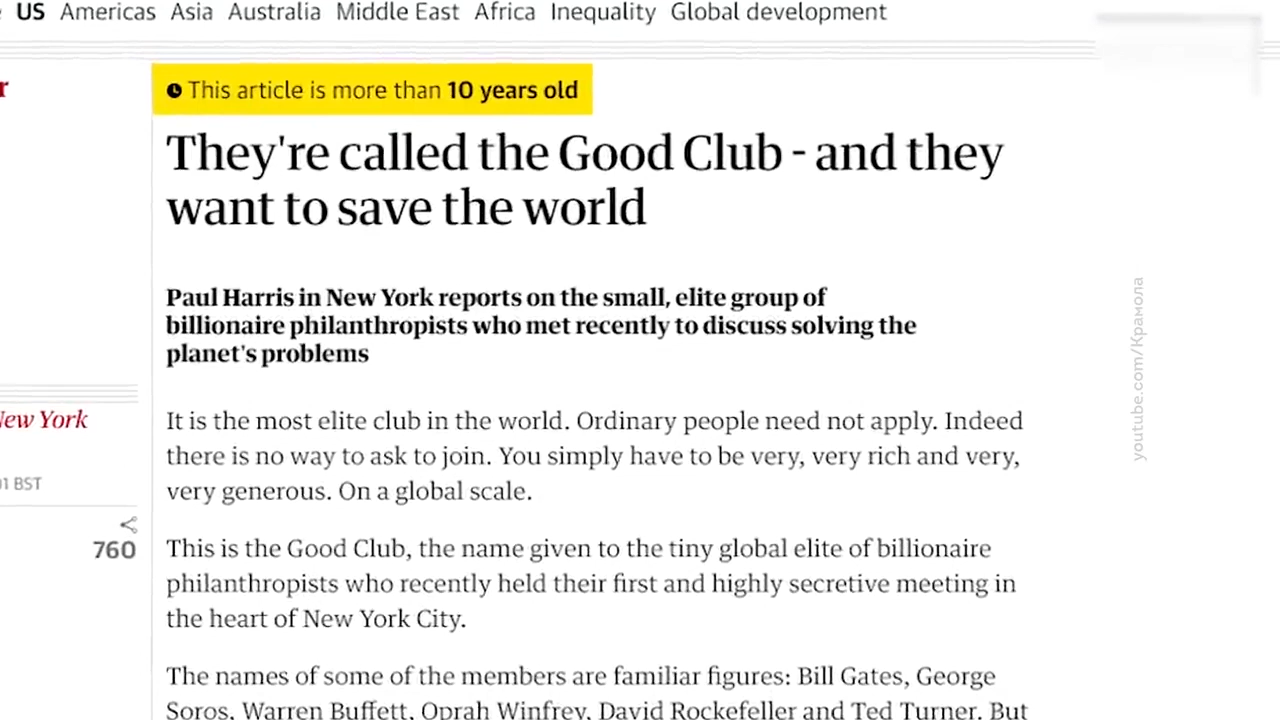 US Americas Asia Australia Middle East Africa Inequality Global development
r
This article is more than 10 years old
They're called the Good Club - and they
want to save the world
Paul Harris in New York reports on the small, elite group of
billionaire philanthropists who met recently to discuss solving the
planet's problems
New York
01 BST
760
It is the most elite club in the world. Ordinary people need not apply. Indeed
there is no way to ask to join. You simply have to be very, very rich and very,
very generous. On a global scale.
This is the Good Club, the name given to the tiny global elite of billionaire
philanthropists who recently held their first and highly secretive meeting in
the heart of New York City.
The names of some of the members are familiar figures: Bill Gates, George
Soros, Warren Buffett, Oprah Winfrey, David Rockefeller and Ted Turner. But
youtube.com/Крамола